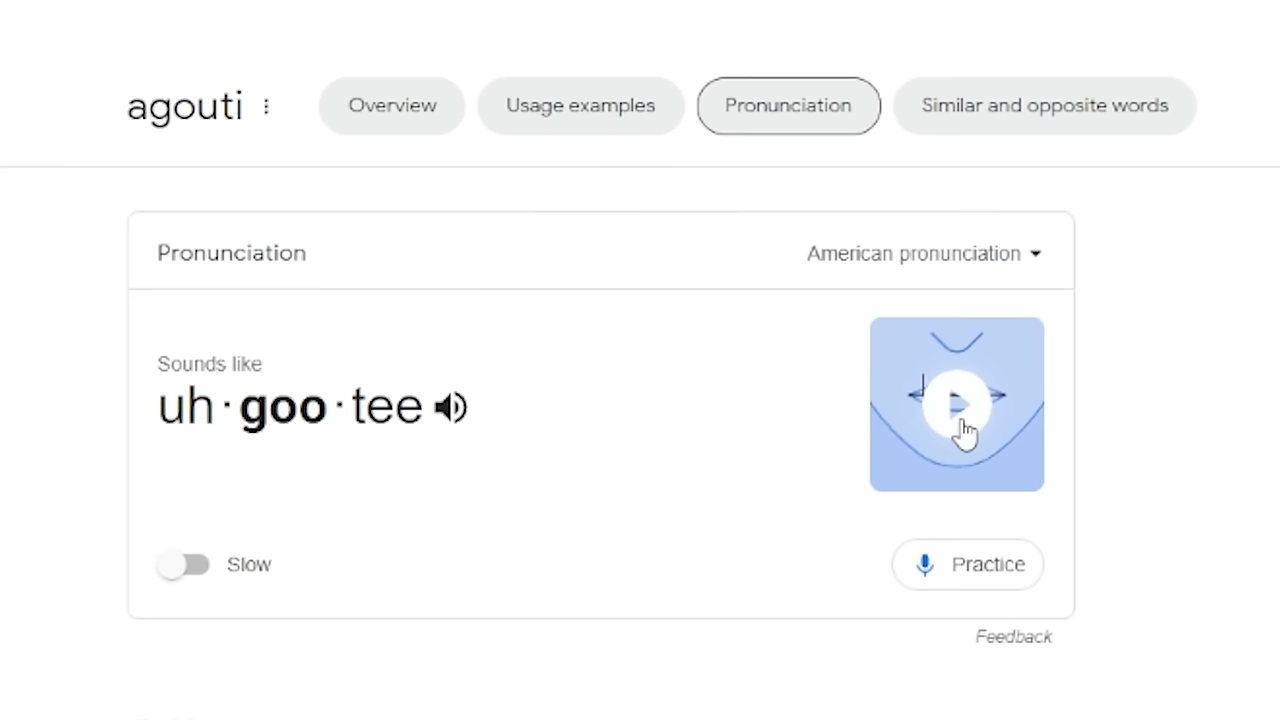 agouti
Overview
Usage examples
Pronunciation
Similar and opposite words
Pronunciation
American pronunciation
Sounds like
uh·goo·tee
Slow
Practice
Feedback